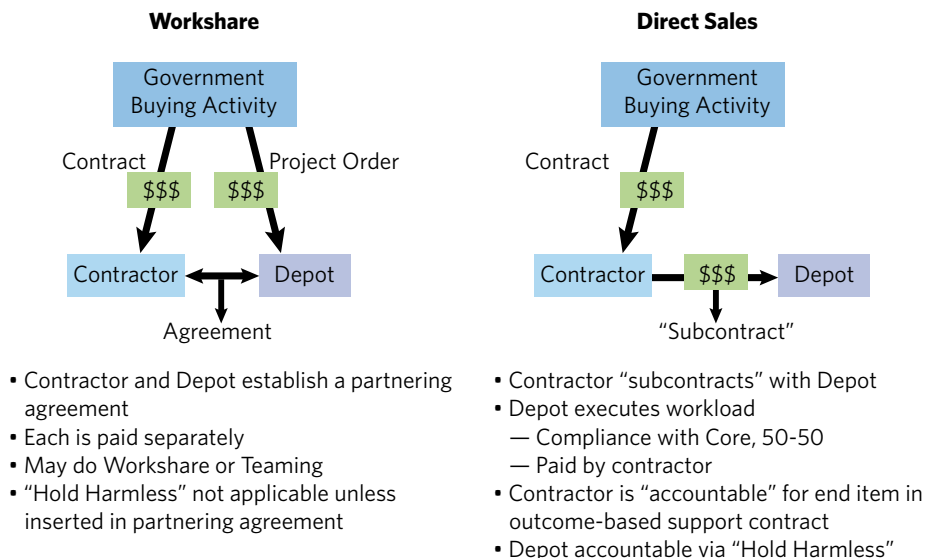 Workshare
Government
Buying Activity
Contract
Project Order
$$$
$$$
Contractor
Depot
Agreement
• Contractor and Depot establish a partnering
agreement
• Each is paid separately
• May do Workshare or Teaming
• “Hold Harmless” not applicable unless
inserted in partnering agreement
Direct Sales
Government
Buying Activity
Contract
$$$
Contractor
$$$
Depot
“Subcontract”
• Contractor “subcontracts” with Depot
• Depot executes workload
— Compliance with Core, 50-50
— Paid by contractor
• Contractor is “accountable” for end item in
outcome-based support contract
• Depot accountable via “Hold Harmless”